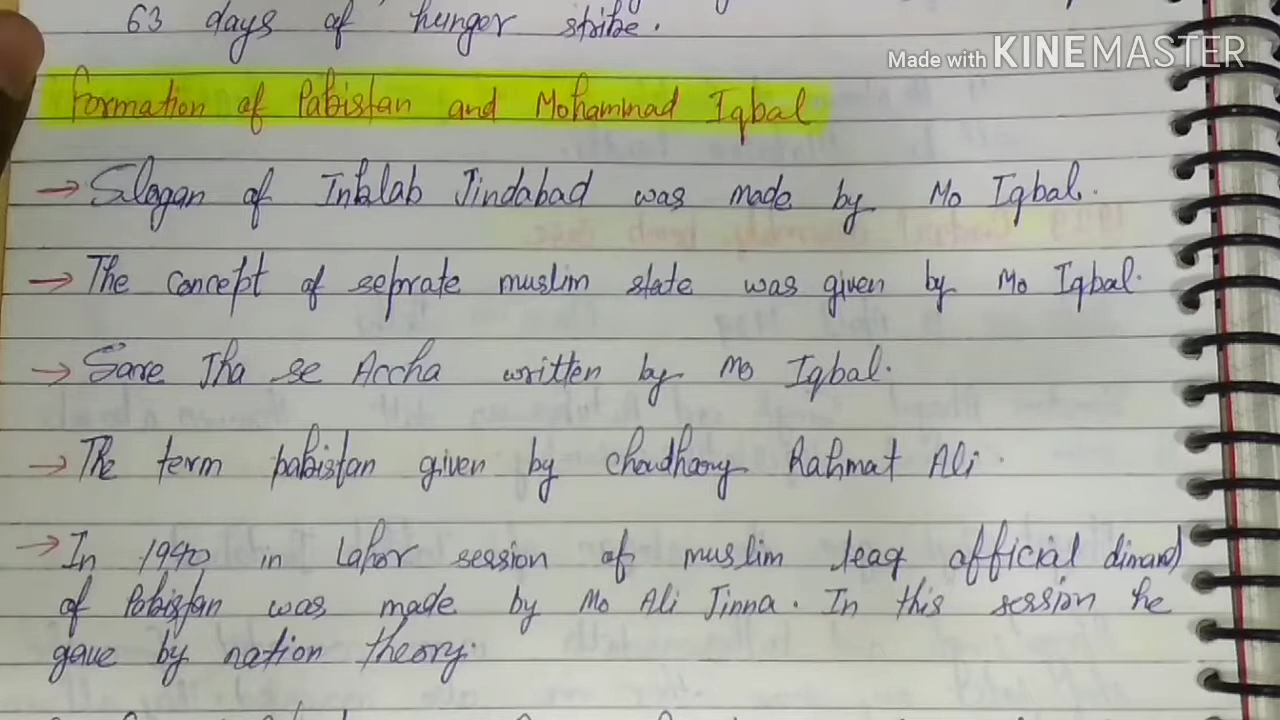 63 days of hunger strike.
Made with KINEMASTER
Formation of Pakistan and Mohammad Iqbal
→ Slogan of Inklab Jindabad was made by Mo Iqbal.
→ The concept of seprate muslim state was given by Mo Iqbal.
→ Sare Jha se Accha written by Mo Iqbal.
→ The term pakistan given by choudhary Rahmat Ali.
→ In 1940 in Lahor session of muslim leag official dimand
of Pakistan was made by Mo Ali Jinna. In this session he
gave by nation theory.